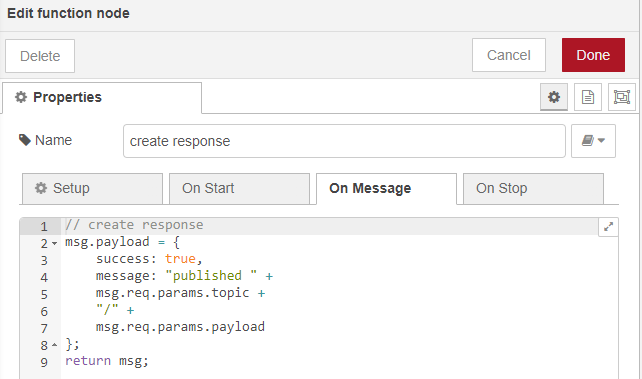 Edit function node
Delete
Cancel
Done
Properties
Name
create response
Setup
On Start
On Message
On Stop
1 // create response
2 msg.payload = {
3 success: true,
4 message: "published " +
5 msg.req.params.topic +
6 "/" +
7 msg.req.params.payload
8 };
9 return msg;